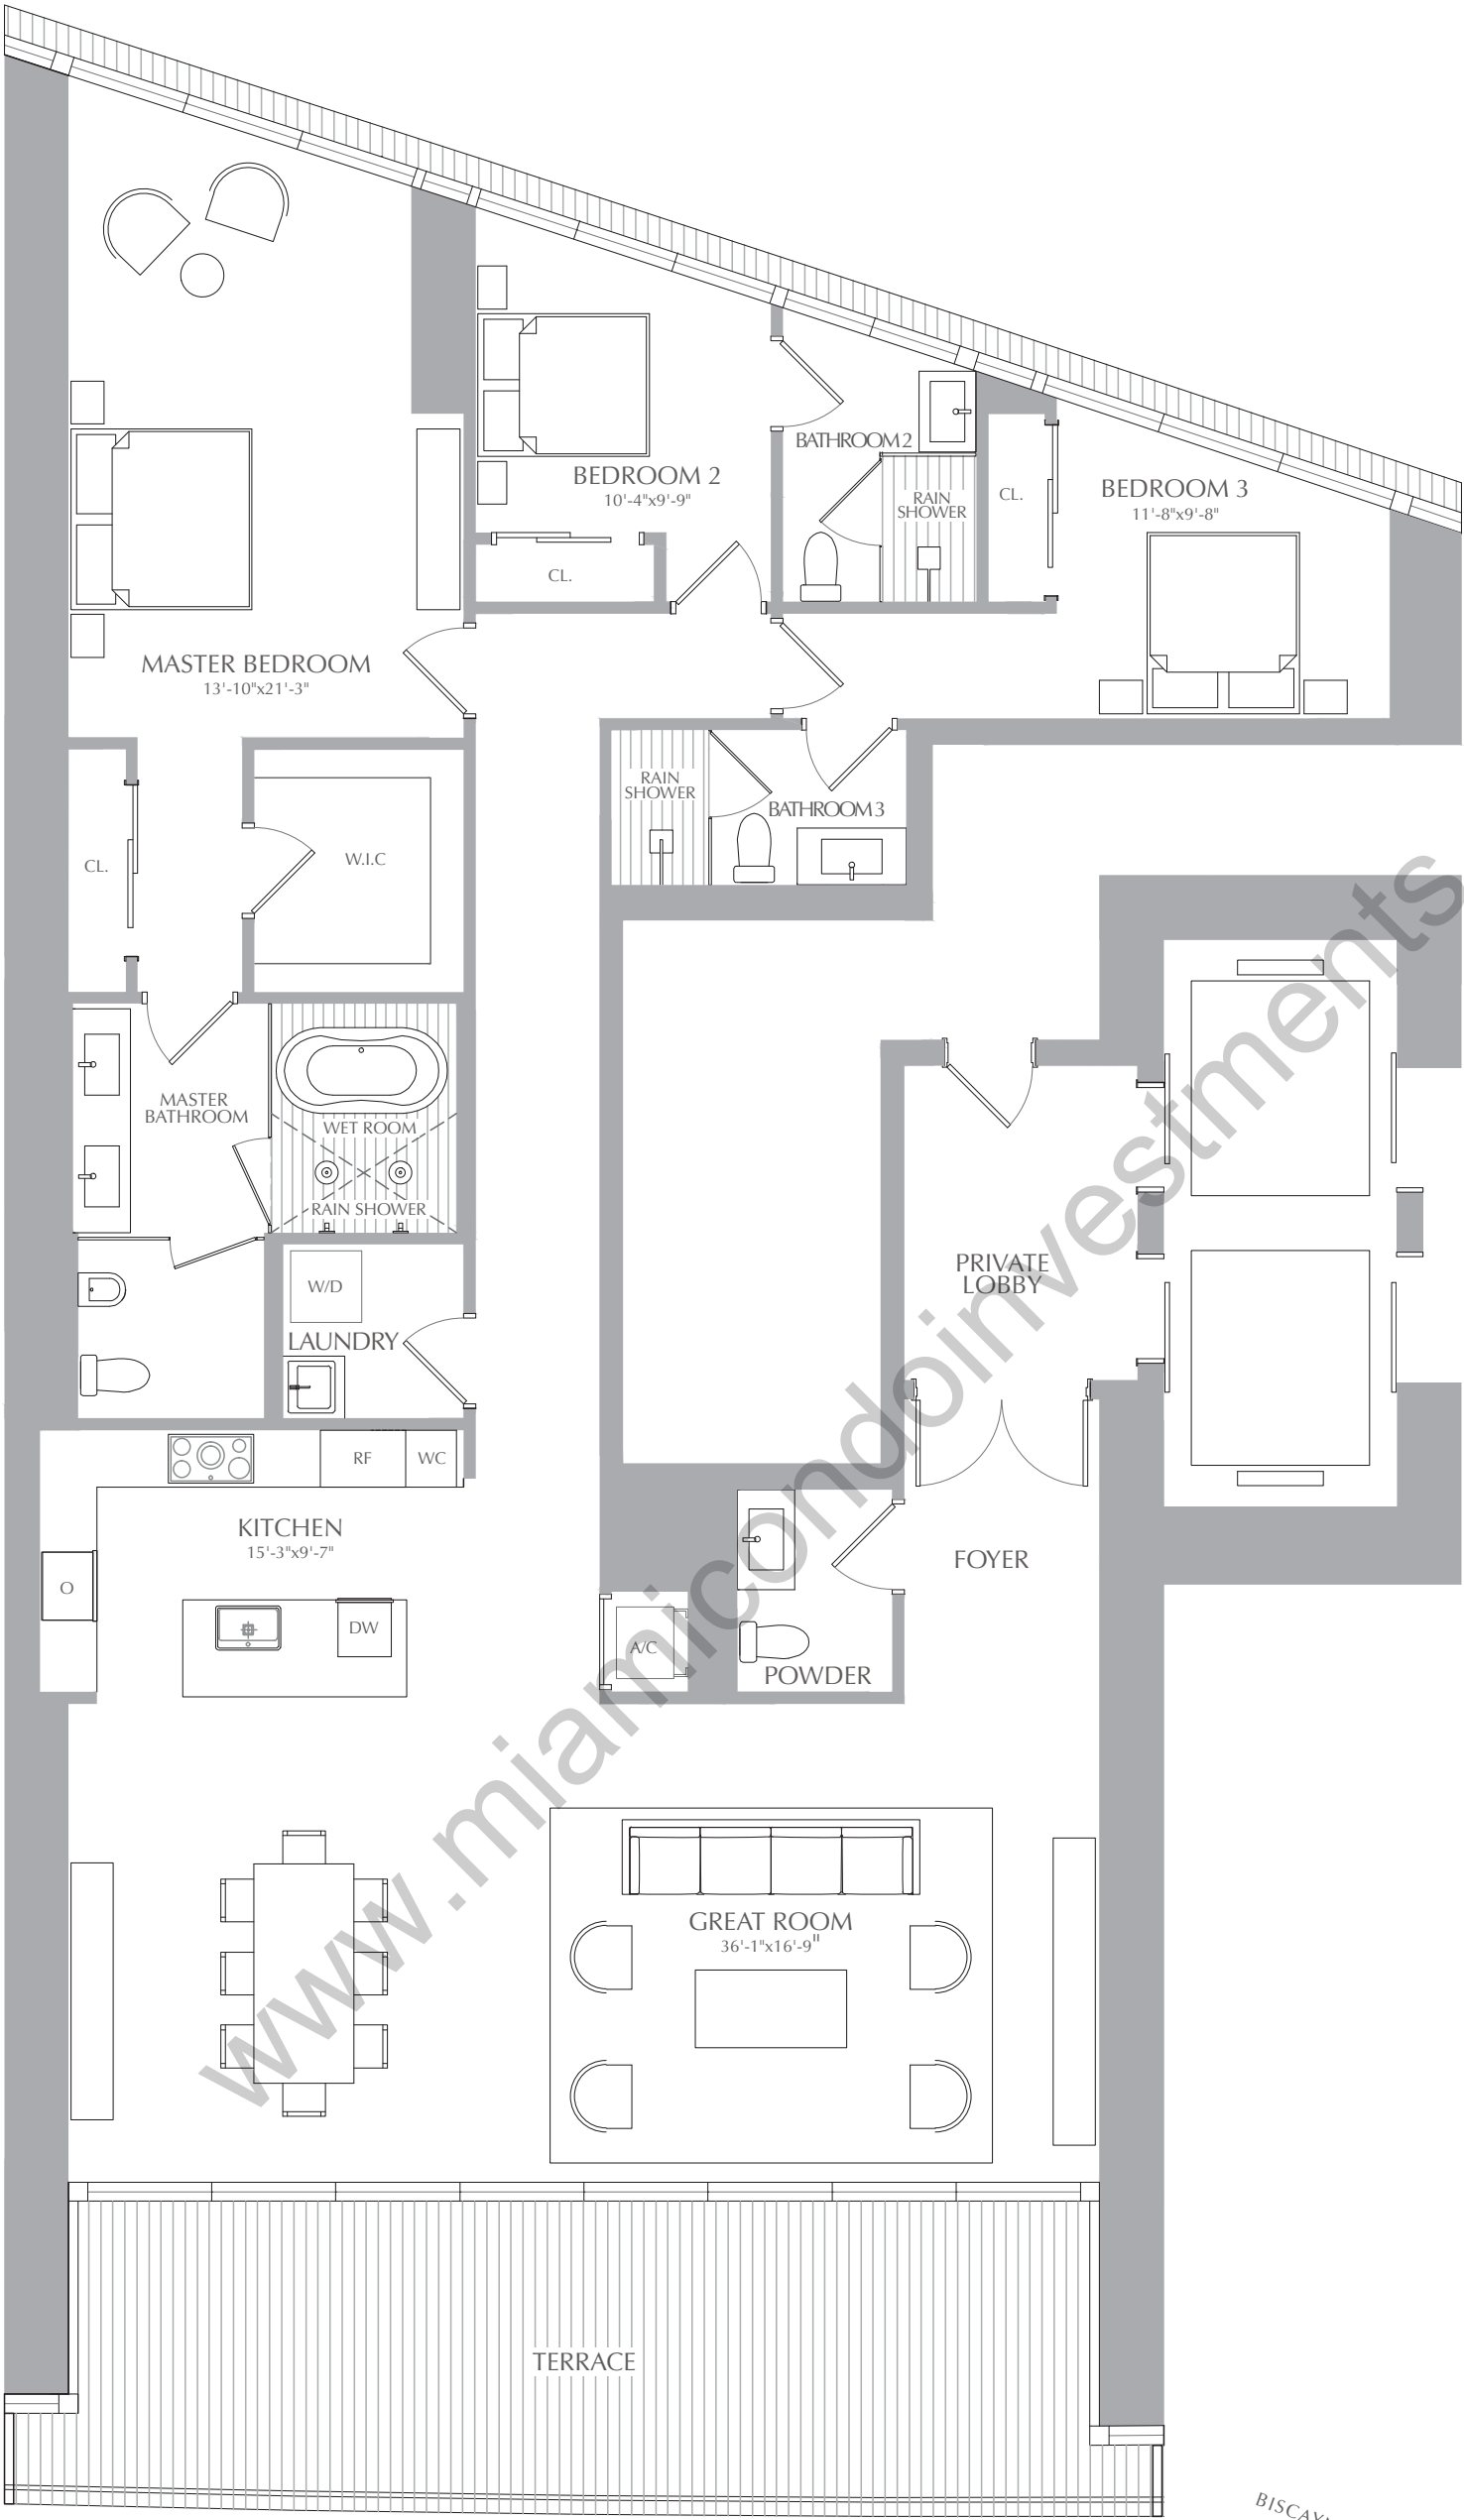 BATHROOM 2
BEDROOM 2
10'-4"x9'-9"
BEDROOM 3
11'-8"x9'-8"
RAIN
SHOWER
CL.
CL.
MASTER BEDROOM
13'-10"x21'-3"
RAIN
SHOWER
BATHROOM 3
CL.
W.I.C
MASTER
BATHROOM
WET ROOM
RAIN SHOWER
PRIVATE
LOBBY
W/D
LAUNDRY
RF
WC
KITCHEN
15'-3"x9'-7"
FOYER
O
DW
A/C
POWDER
GREAT ROOM
36'-1"x16'-9"
TERRACE
www.miamicondoinvestments